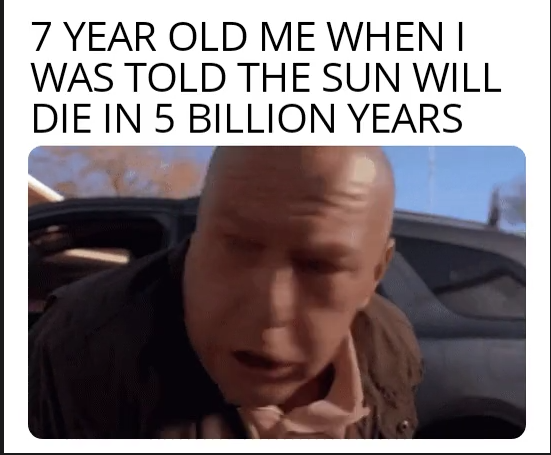 7 YEAR OLD ME WHEN I
WAS TOLD THE SUN WILL
DIE IN 5 BILLION YEARS